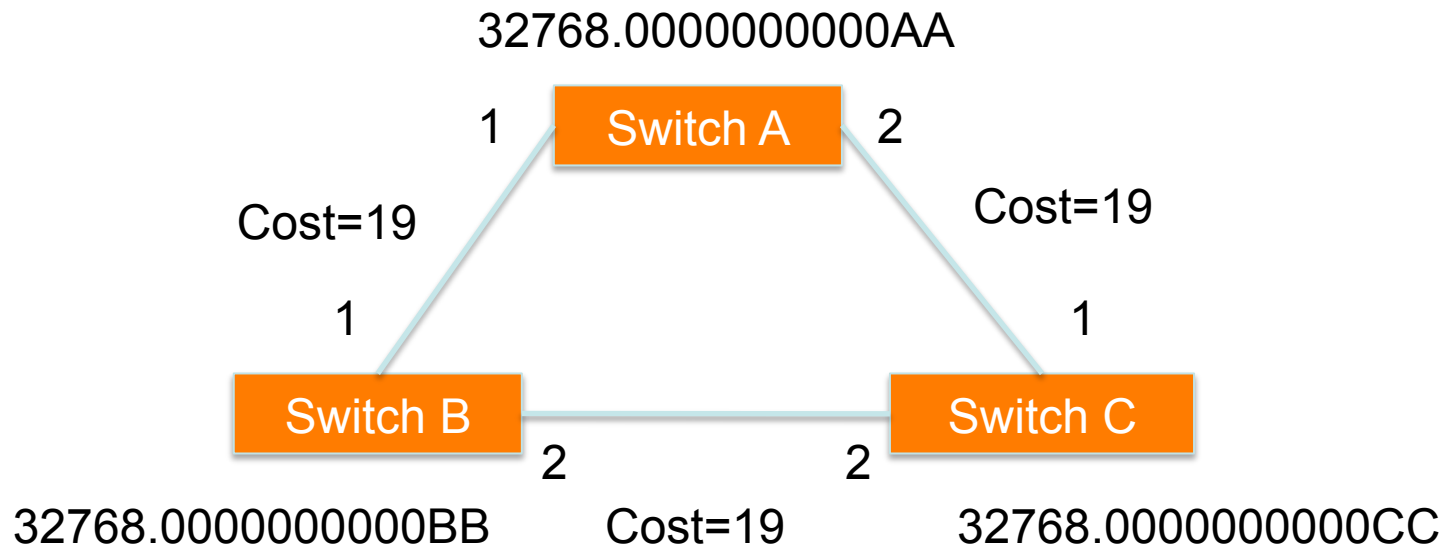 32768.0000000000AA
1 Switch A 2
Cost=19 Cost=19
1 1
Switch B Switch C
2 2
32768.0000000000BB Cost=19 32768.0000000000CC